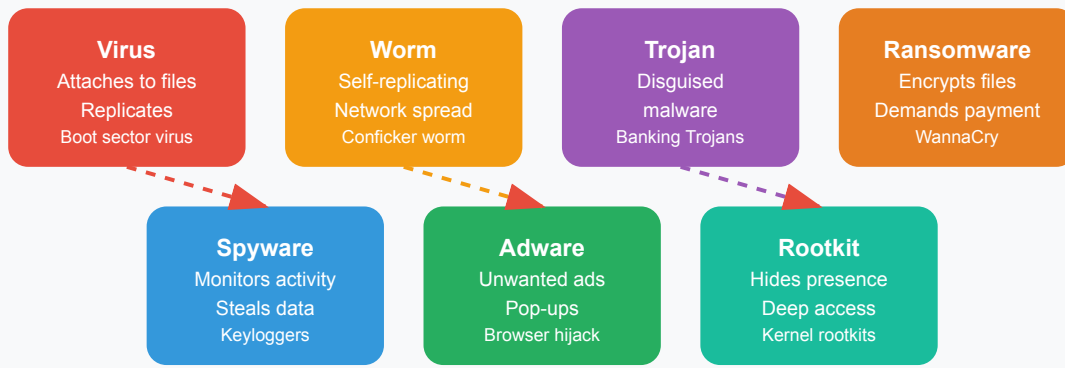 Virus
Attaches to files
Replicates
Boot sector virus
Worm
Self-replicating
Network spread
Conficker worm
Trojan
Disguised
malware
Banking Trojans
Ransomware
Encrypts files
Demands payment
WannaCry
Spyware
Monitors activity
Steals data
Keyloggers
Adware
Unwanted ads
Pop-ups
Browser hijack
Rootkit
Hides presence
Deep access
Kernel rootkits